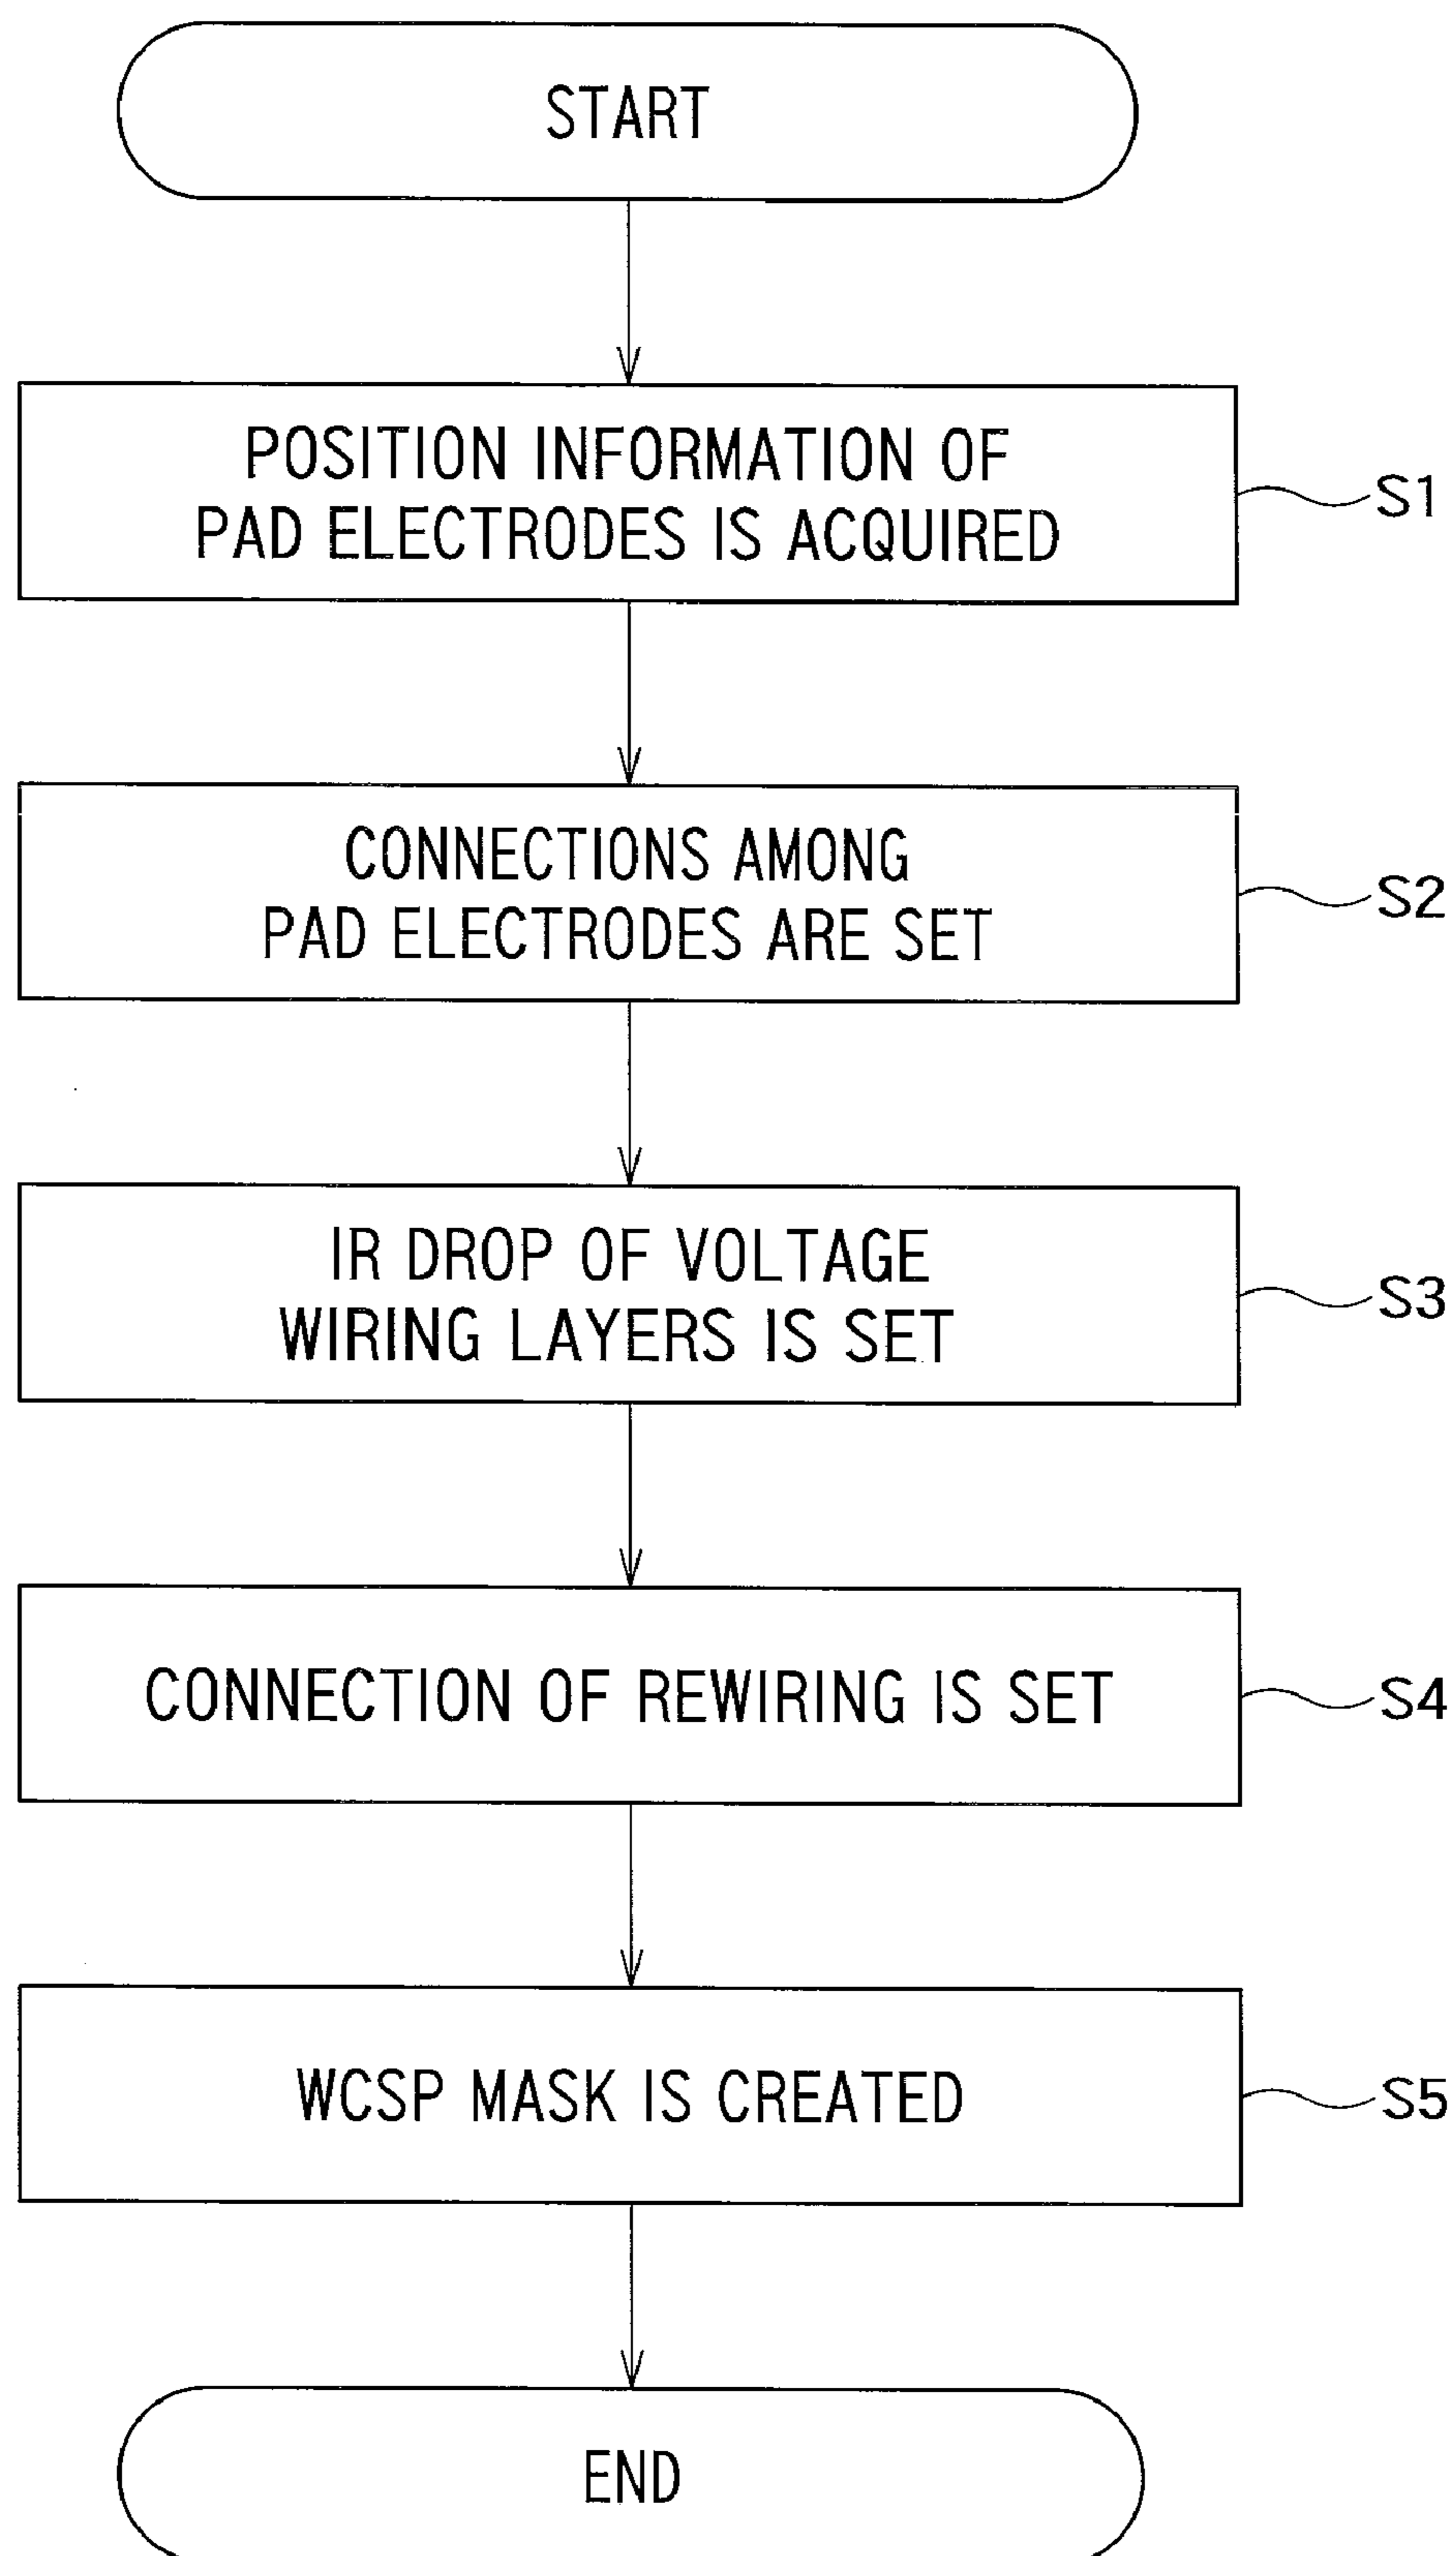 START
POSITION INFORMATION OF
PAD ELECTRODES IS ACQUIRED
S1
CONNECTIONS AMONG
PAD ELECTRODES ARE SET
S2
IR DROP OF VOLTAGE
WIRING LAYERS IS SET
S3
CONNECTION OF REWIRING IS SET
S4
WCSP MASK IS CREATED
S5
END